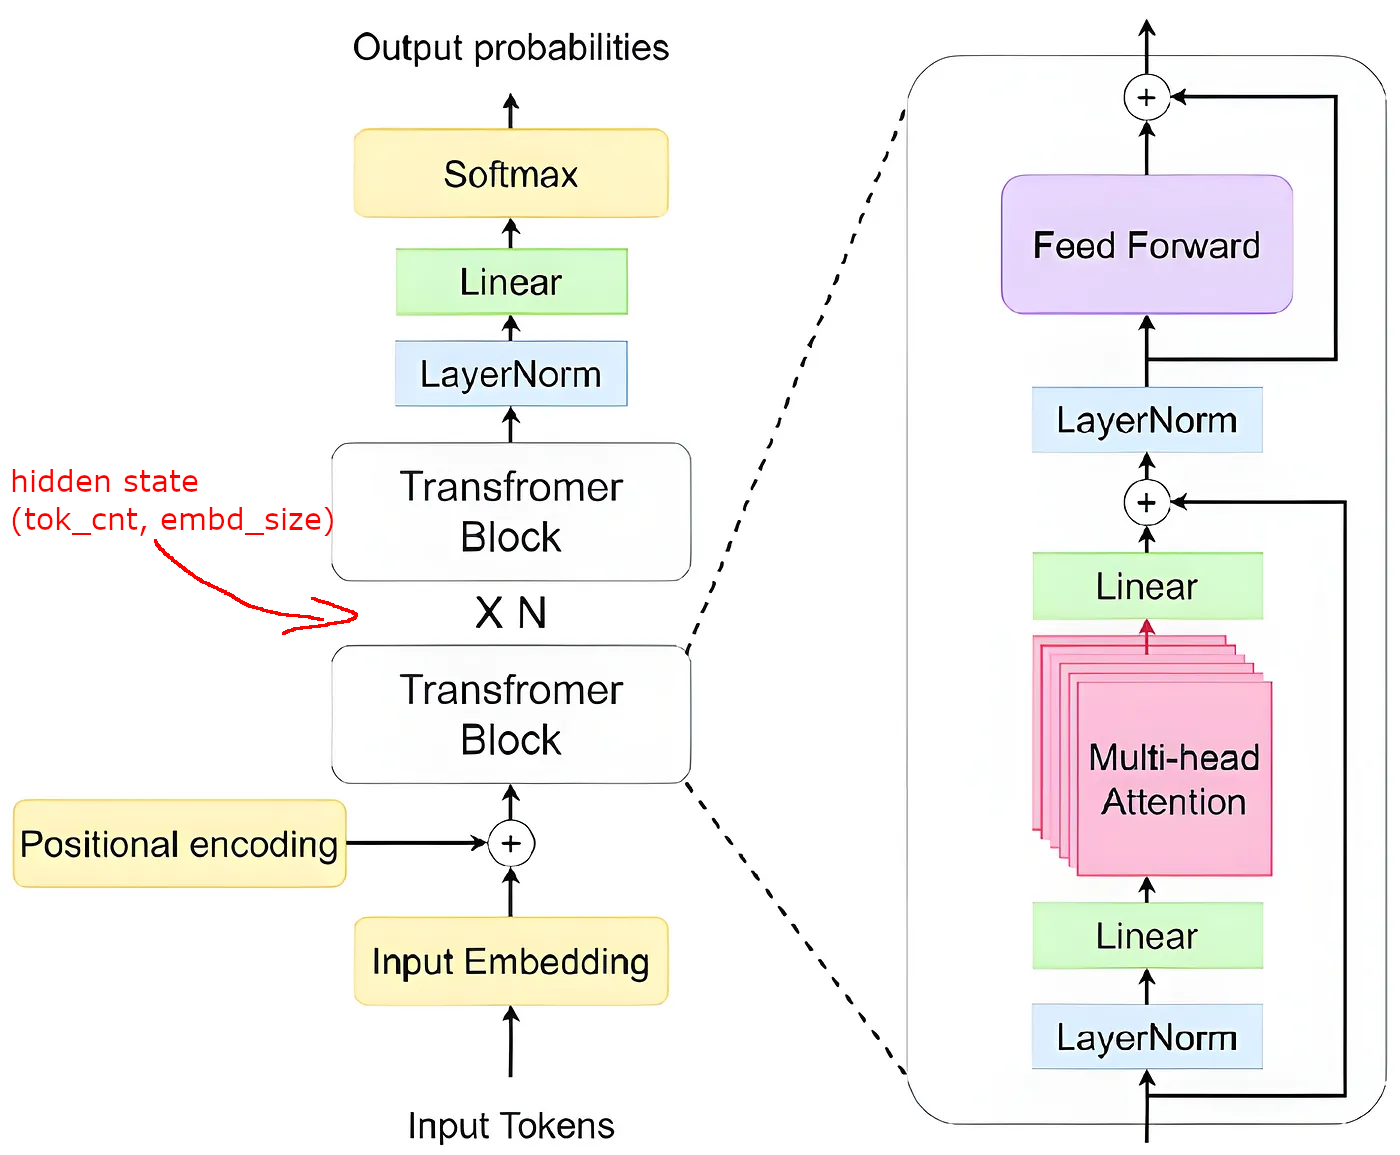 Output probabilities
Softmax
Linear
LayerNorm
hidden state
(tok_cnt, embd_size)
Transfromer
Block
X N
Transfromer
Block
Positional encoding
+
Input Embedding
Input Tokens
+
Feed Forward
LayerNorm
+
Linear
Multi-head
Attention
Linear
LayerNorm